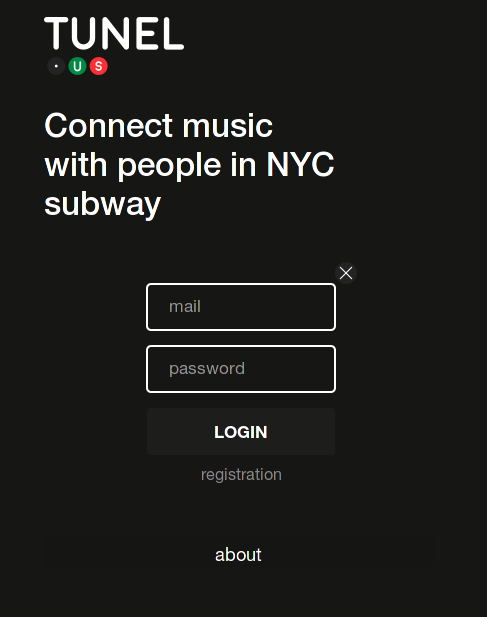 TUNEL
· U S
Connect music
with people in NYC
subway
mail
password
LOGIN
registration
about